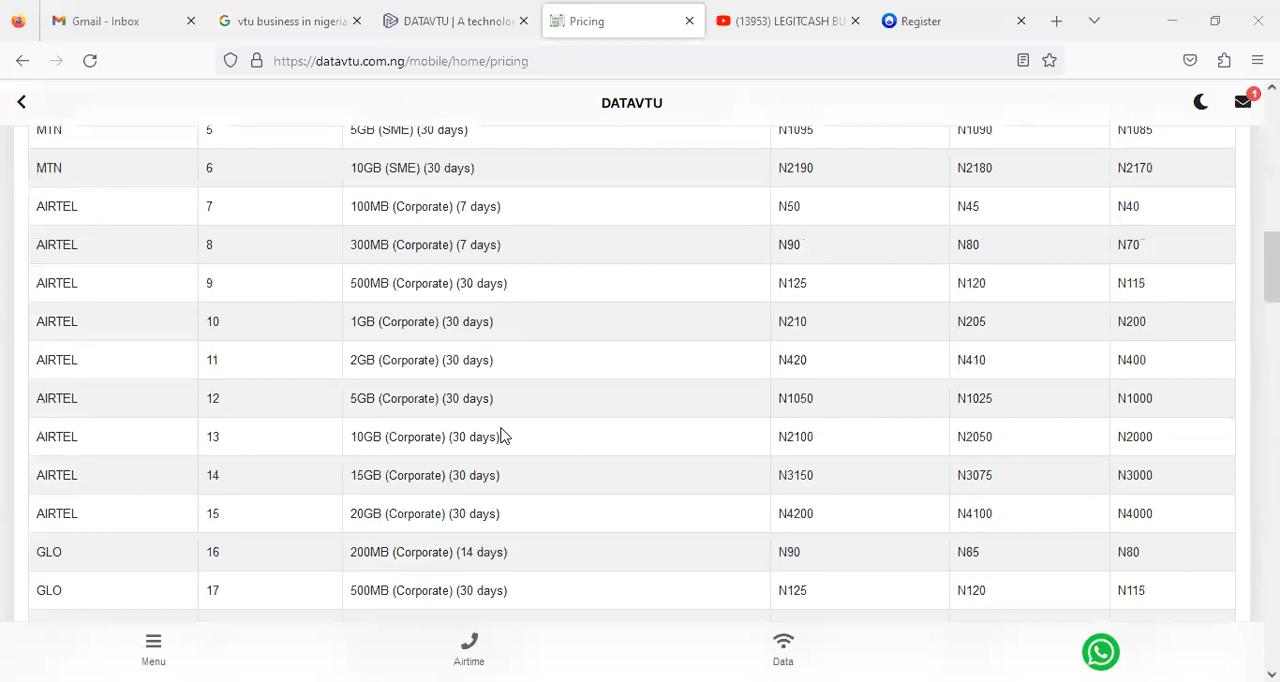 Gmail - Inbox
vtu business in nigeria
DATAVTU | A technolo
Pricing
(13953) LEGITCASH BU
Register
https://datavtu.com.ng/mobile/home/pricing
DATAVTU
1
MTN 5 5GB (SME) (30 days) N1095 N1090 N1085
MTN 6 10GB (SME) (30 days) N2190 N2180 N2170
AIRTEL 7 100MB (Corporate) (7 days) N50 N45 N40
AIRTEL 8 300MB (Corporate) (7 days) N90 N80 N70
AIRTEL 9 500MB (Corporate) (30 days) N125 N120 N115
AIRTEL 10 1GB (Corporate) (30 days) N210 N205 N200
AIRTEL 11 2GB (Corporate) (30 days) N420 N410 N400
AIRTEL 12 5GB (Corporate) (30 days) N1050 N1025 N1000
AIRTEL 13 10GB (Corporate) (30 days) N2100 N2050 N2000
AIRTEL 14 15GB (Corporate) (30 days) N3150 N3075 N3000
AIRTEL 15 20GB (Corporate) (30 days) N4200 N4100 N4000
GLO 16 200MB (Corporate) (14 days) N90 N85 N80
GLO 17 500MB (Corporate) (30 days) N125 N120 N115
Menu
Airtime
Data